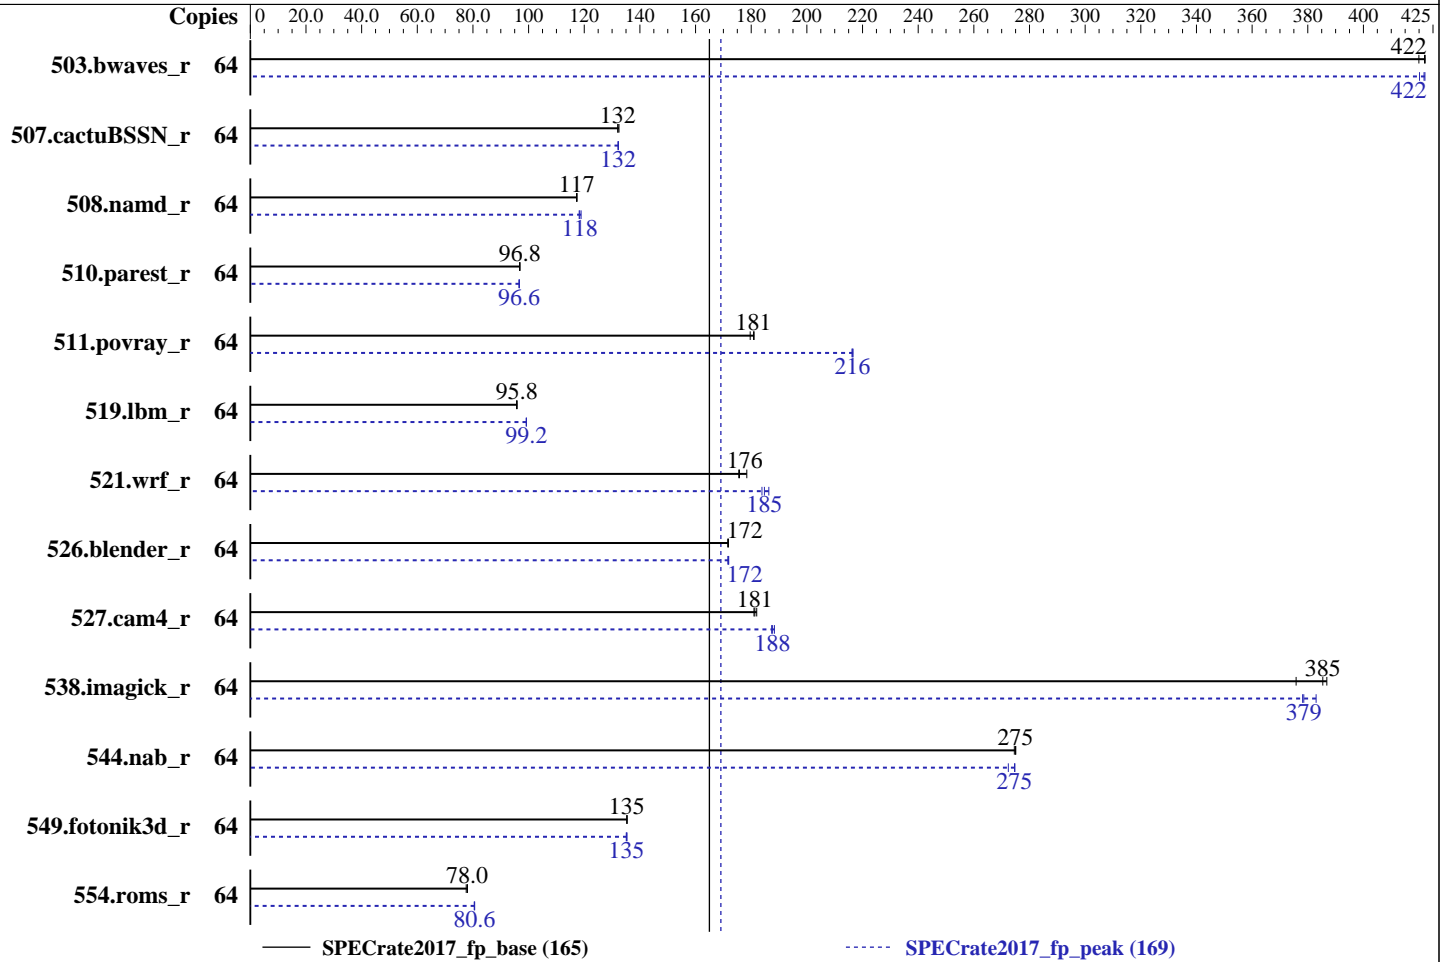 Copies 0 20.0 40.0 60.0 80.0 100 120 140 160 180 200 220 240 260 280 300 320 340 360 380 400 425
503.bwaves_r 64 422
422
507.cactuBSSN_r 64 132
132
508.namd_r 64 117
118
510.parest_r 64 96.8
96.6
511.povray_r 64 181
216
519.lbm_r 64 95.8
99.2
521.wrf_r 64 176
185
526.blender_r 64 172
172
527.cam4_r 64 181
188
538.imagick_r 64 385
379
544.nab_r 64 275
275
549.fotonik3d_r 64 135
135
554.roms_r 64 78.0
80.6
SPECrate2017_fp_base (165) SPECrate2017_fp_peak (169)